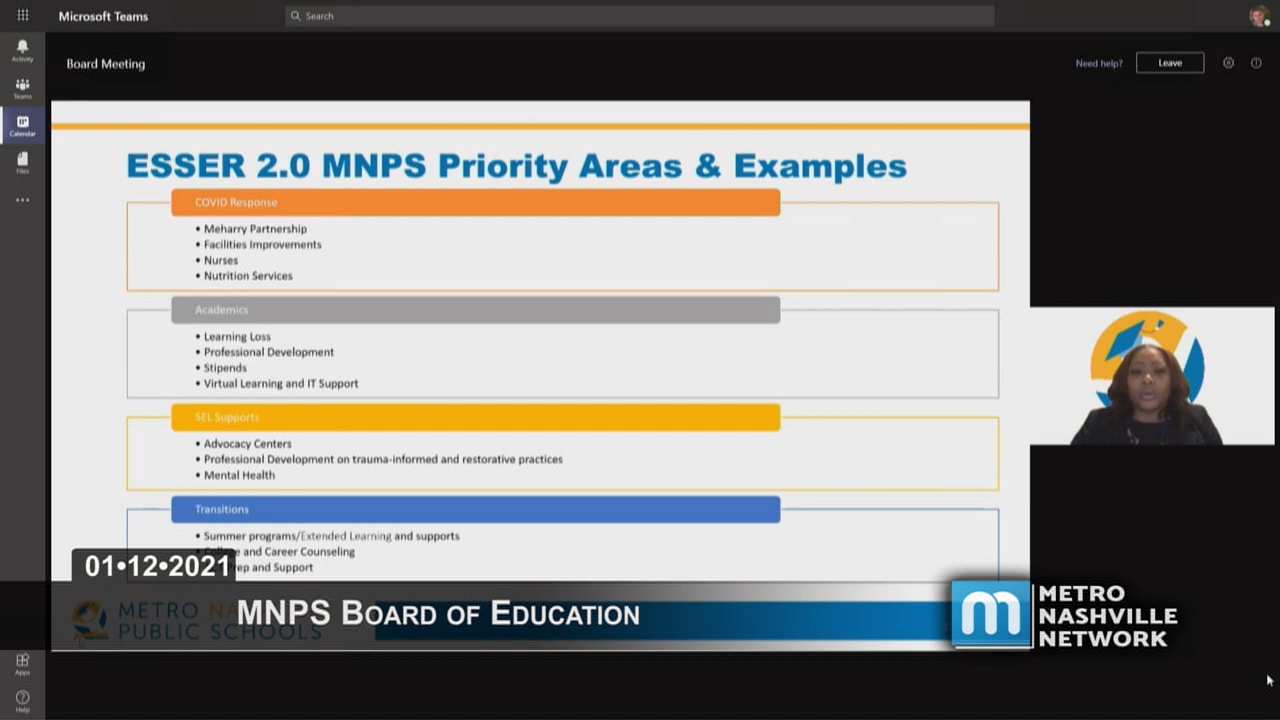 Microsoft Teams
Search
Activity
Teams
Calendar
Files
Board Meeting
Need help?
Leave
ESSER 2.0 MNPS Priority Areas & Examples
COVID Response
• Meharry Partnership
• Facilities Improvements
• Nurses
• Nutrition Services
Academics
• Learning Loss
• Professional Development
• Stipends
• Virtual Learning and IT Support
SEL Supports
• Advocacy Centers
• Professional Development on trauma-informed and restorative practices
• Mental Health
Transitions
• Summer programs/Extended Learning and supports
and Career Counseling
and Support
01•12•2021
METRO
PUBLIC SCHOOLS
MNPS BOARD OF EDUCATION
METRO
NASHVILLE
NETWORK
Apps
Help